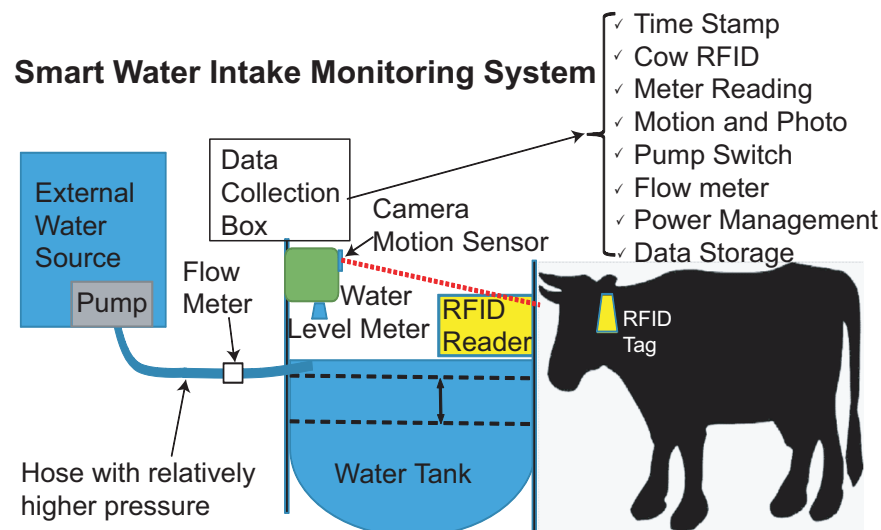 Smart Water Intake Monitoring System
✓ Time Stamp
✓ Cow RFID
✓ Meter Reading
✓ Motion and Photo
✓ Pump Switch
✓ Flow meter
✓ Power Management
✓ Data Storage
External
Water
Source
Pump
Data
Collection
Box
Flow
Meter
Camera
Motion Sensor
Water
Level Meter
RFID
Reader
RFID
Tag
Hose with relatively
higher pressure
Water Tank